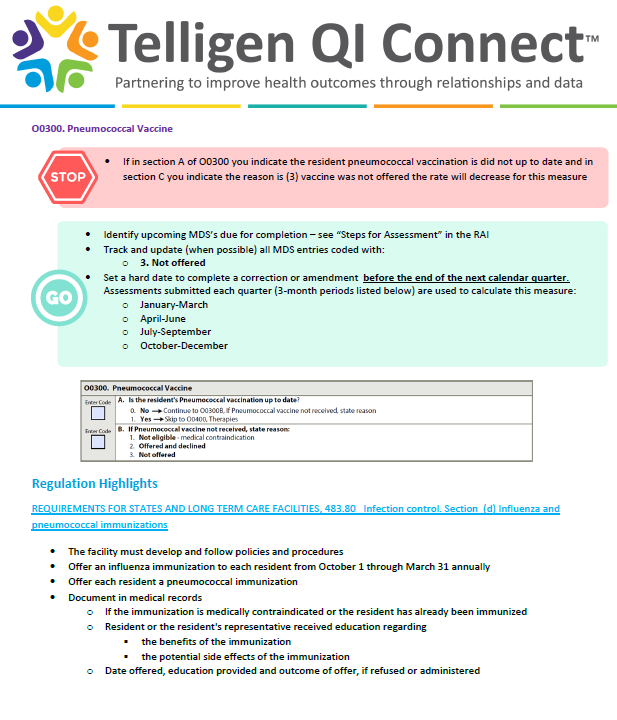 Telligen QI Connect™
Partnering to improve health outcomes through relationships and data
O0300. Pneumococcal Vaccine
STOP
• If in section A of O0300 you indicate the resident pneumococcal vaccination is did not up to date and in
section C you indicate the reason is (3) vaccine was not offered the rate will decrease for this measure
GO
• Identify upcoming MDS's due for completion – see "Steps for Assessment" in the RAI
• Track and update (when possible) all MDS entries coded with:
o 3. Not offered
• Set a hard date to complete a correction or amendment before the end of the next calendar quarter.
Assessments submitted each quarter (3-month periods listed below) are used to calculate this measure:
o January-March
o April-June
o July-September
o October-December
O0300. Pneumococcal Vaccine
Enter Code
A. Is the resident's Pneumococcal vaccination up to date?
0. No → Continue to O0300B, If Pneumococcal vaccine not received, state reason
1. Yes → Skip to O0400, Therapies
Enter Code
B. If Pneumococcal vaccine not received, state reason:
1. Not eligible - medical contraindication
2. Offered and declined
3. Not offered
Regulation Highlights
REQUIREMENTS FOR STATES AND LONG TERM CARE FACILITIES, 483.80 Infection control. Section (d) Influenza and
pneumococcal immunizations
• The facility must develop and follow policies and procedures
• Offer an influenza immunization to each resident from October 1 through March 31 annually
• Offer each resident a pneumococcal immunization
• Document in medical records
o If the immunization is medically contraindicated or the resident has already been immunized
o Resident or the resident's representative received education regarding
▪ the benefits of the immunization
▪ the potential side effects of the immunization
o Date offered, education provided and outcome of offer, if refused or administered